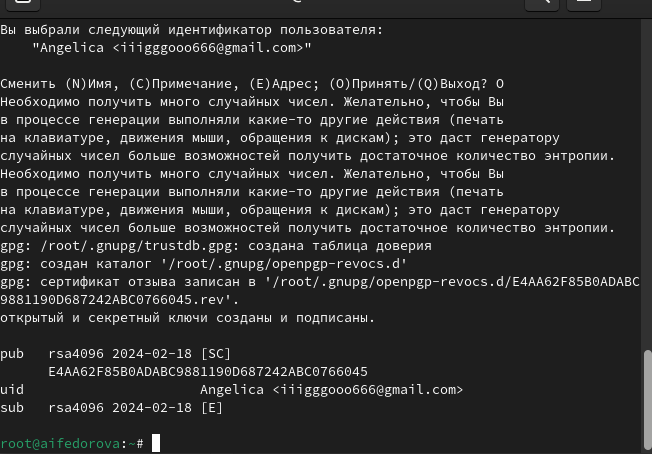 Вы выбрали следующий идентификатор пользователя:
"Angelica <iiigggooo666@gmail.com>"
Сменить (N)Имя, (C)Примечание, (E)Адрес; (O)Принять/(Q)Выход? O
Необходимо получить много случайных чисел. Желательно, чтобы Вы
в процессе генерации выполняли какие-то другие действия (печать
на клавиатуре, движения мыши, обращения к дискам); это даст генератору
случайных чисел больше возможностей получить достаточное количество энтропии.
Необходимо получить много случайных чисел. Желательно, чтобы Вы
в процессе генерации выполняли какие-то другие действия (печать
на клавиатуре, движения мыши, обращения к дискам); это даст генератору
случайных чисел больше возможностей получить достаточное количество энтропии.
gpg: /root/.gnupg/trustdb.gpg: создана таблица доверия
gpg: создан каталог '/root/.gnupg/openpgp-revocs.d'
gpg: сертификат отзыва записан в '/root/.gnupg/openpgp-revocs.d/E4AA62F85B0ADABC
9881190D687242ABC0766045.rev'.
открытый и секретный ключи созданы и подписаны.
pub   rsa4096 2024-02-18 [SC]
E4AA62F85B0ADABC9881190D687242ABC0766045
uid                      Angelica <iiigggooo666@gmail.com>
sub   rsa4096 2024-02-18 [E]
root@aifedorova:~#